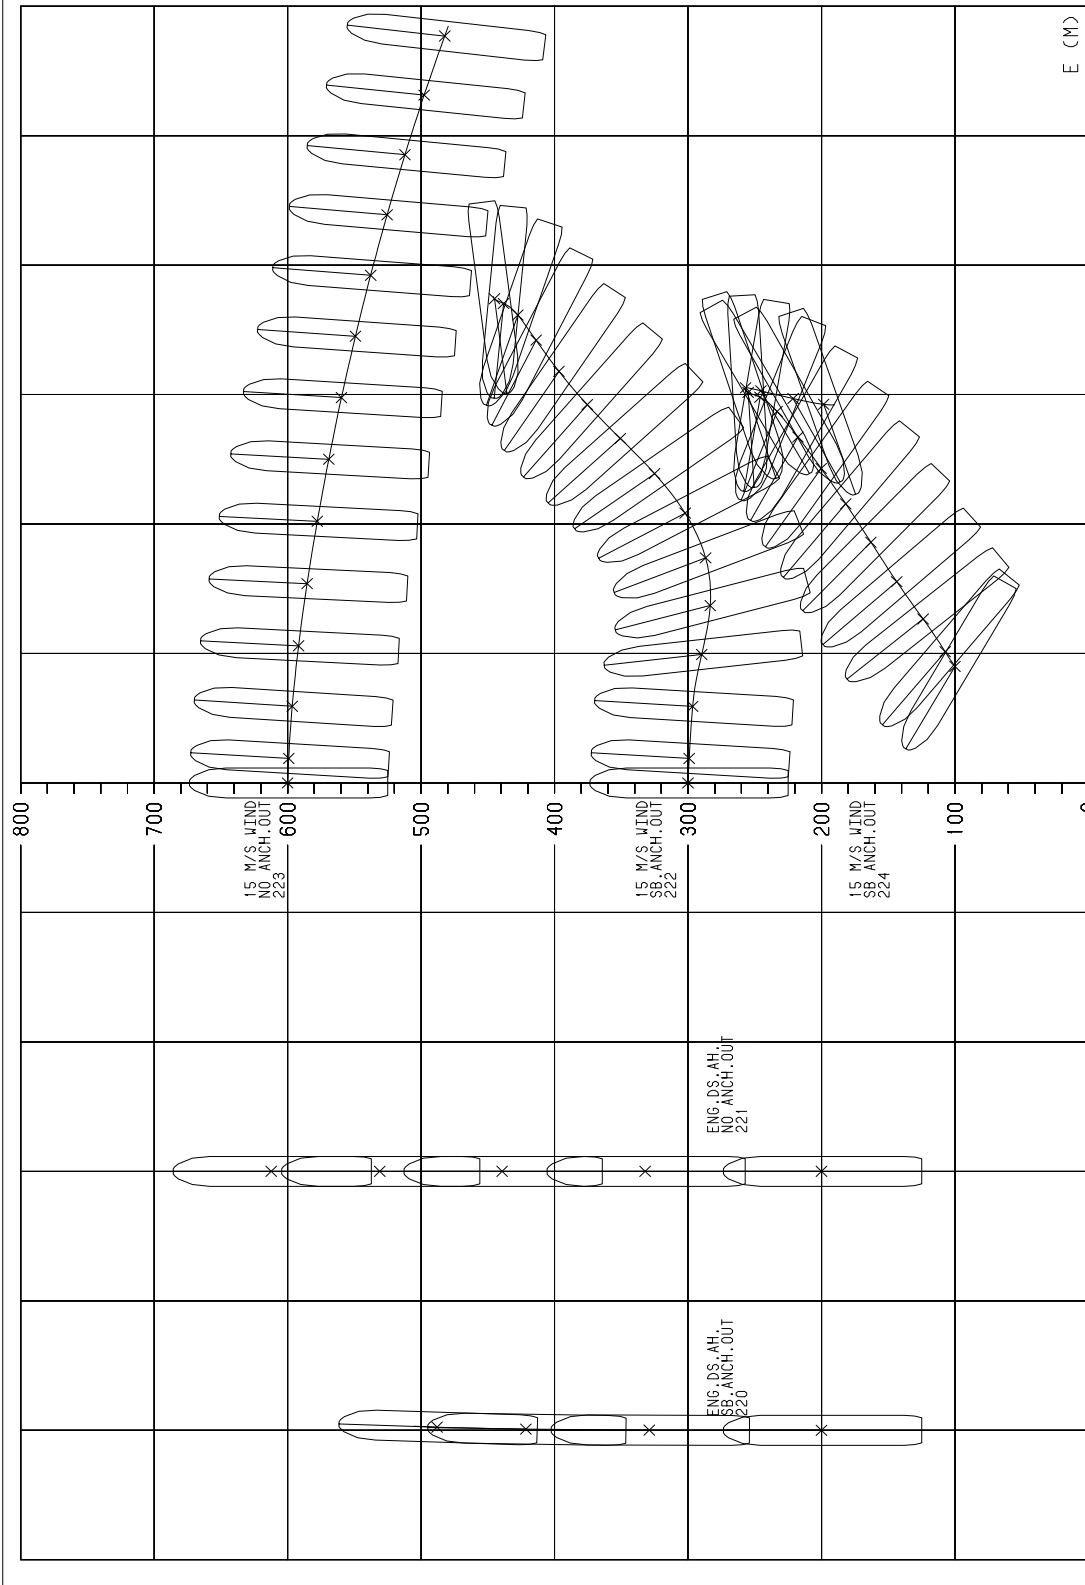 E (M)
800
700
600
500
400
300
200
100
0
15 M/S WIND
NO ANCH.OUT
223
15 M/S WIND
SB.ANCH.OUT
222
15 M/S WIND
SB ANCH.OUT
224
ENG.DS.AH.
NO ANCH.OUT
221
ENG.DS.AH.
SB.ANCH.OUT
220